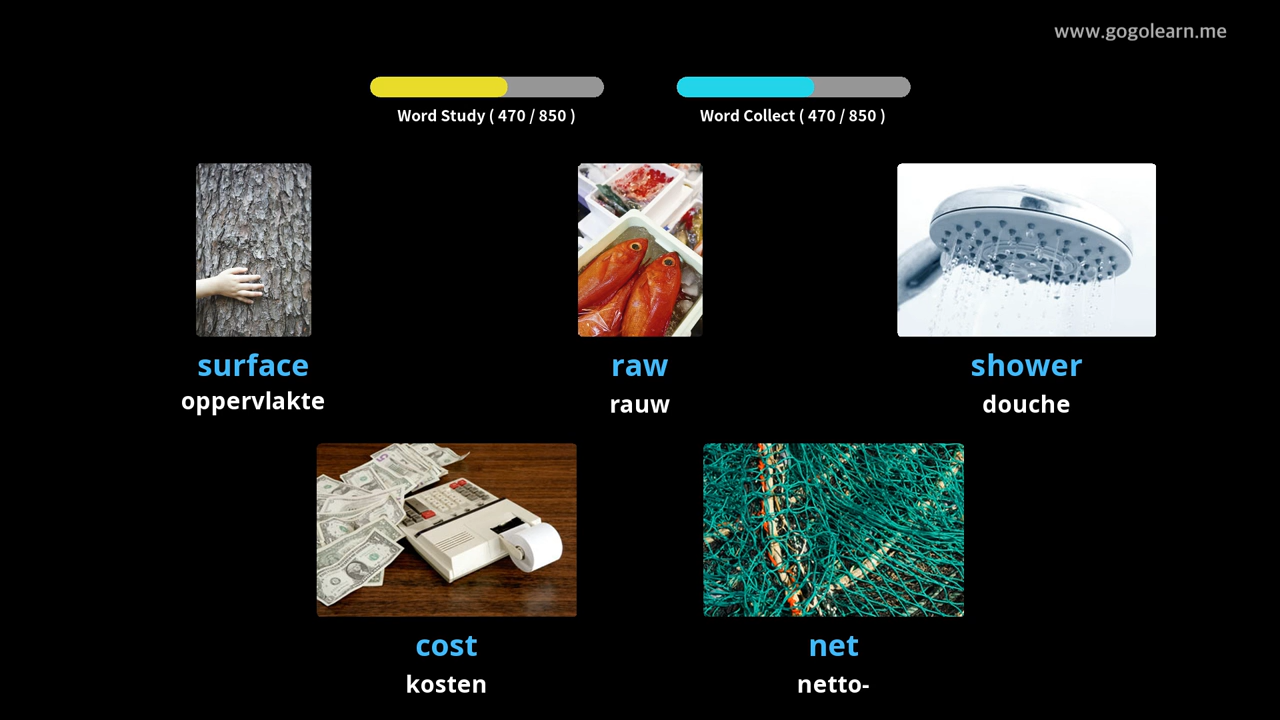 www.gogolearn.me
Word Study ( 470 / 850 )
Word Collect ( 470 / 850 )
surface
oppervlakte
raw
rauw
shower
douche
cost
kosten
net
netto-